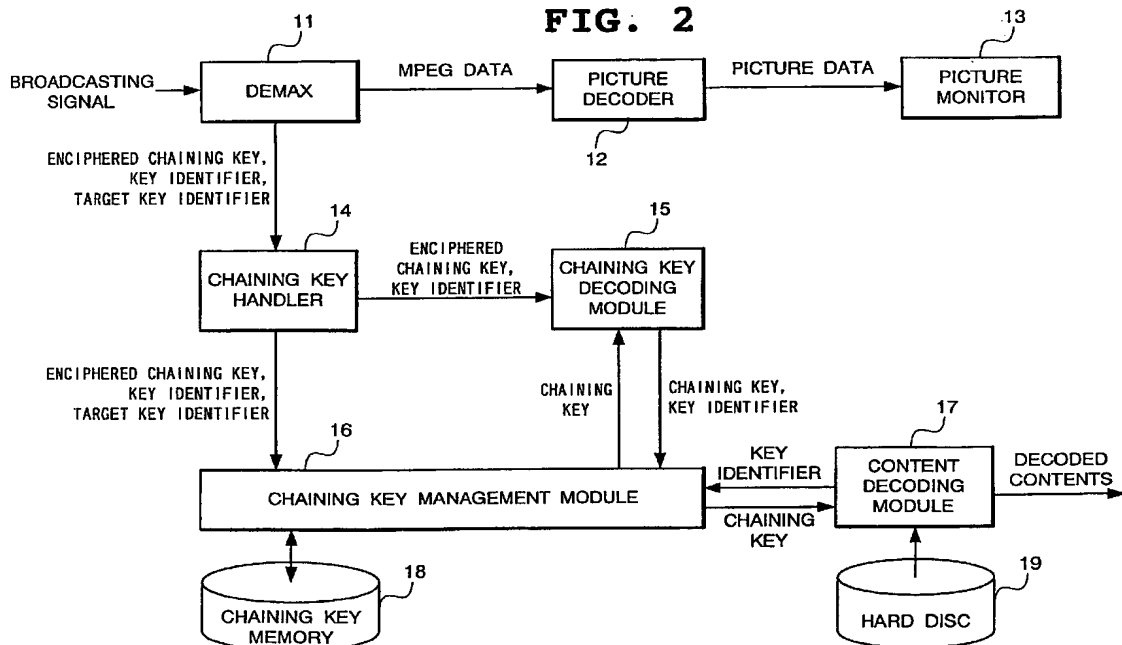 FIG. 2
11
13
BROADCASTING
SIGNAL
DEMAX
MPEG DATA
PICTURE
DECODER
PICTURE DATA
PICTURE
MONITOR
12
ENCIPHERED CHAINING KEY,
KEY IDENTIFIER,
TARGET KEY IDENTIFIER
14
15
CHAINING KEY
HANDLER
ENCIPHERED
CHAINING KEY,
KEY IDENTIFIER
CHAINING KEY
DECODING
MODULE
ENCIPHERED CHAINING KEY,
KEY IDENTIFIER,
TARGET KEY IDENTIFIER
CHAINING
KEY
CHAINING KEY,
KEY IDENTIFIER
16
17
CHAINING KEY MANAGEMENT MODULE
KEY
IDENTIFIER
CHAINING
KEY
CONTENT
DECODING
MODULE
DECODED
CONTENTS
18
CHAINING KEY
MEMORY
19
HARD DISC